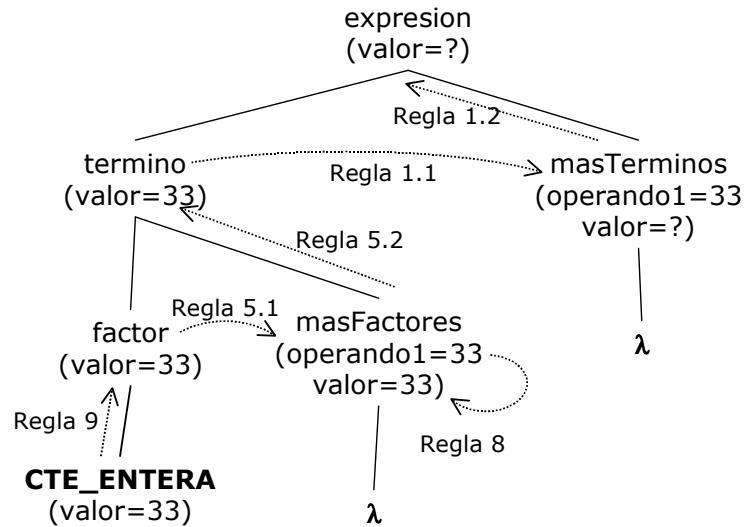 expresion
(valor=?)
Regla 1.2
termino
(valor=33)
Regla 1.1
masTerminos
(operando1=33
valor=?)
Regla 5.2
Regla 5.1
factor
(valor=33)
masFactores
(operando1=33
valor=33)
λ
Regla 9
Regla 8
CTE_ENTERA
(valor=33)
λ